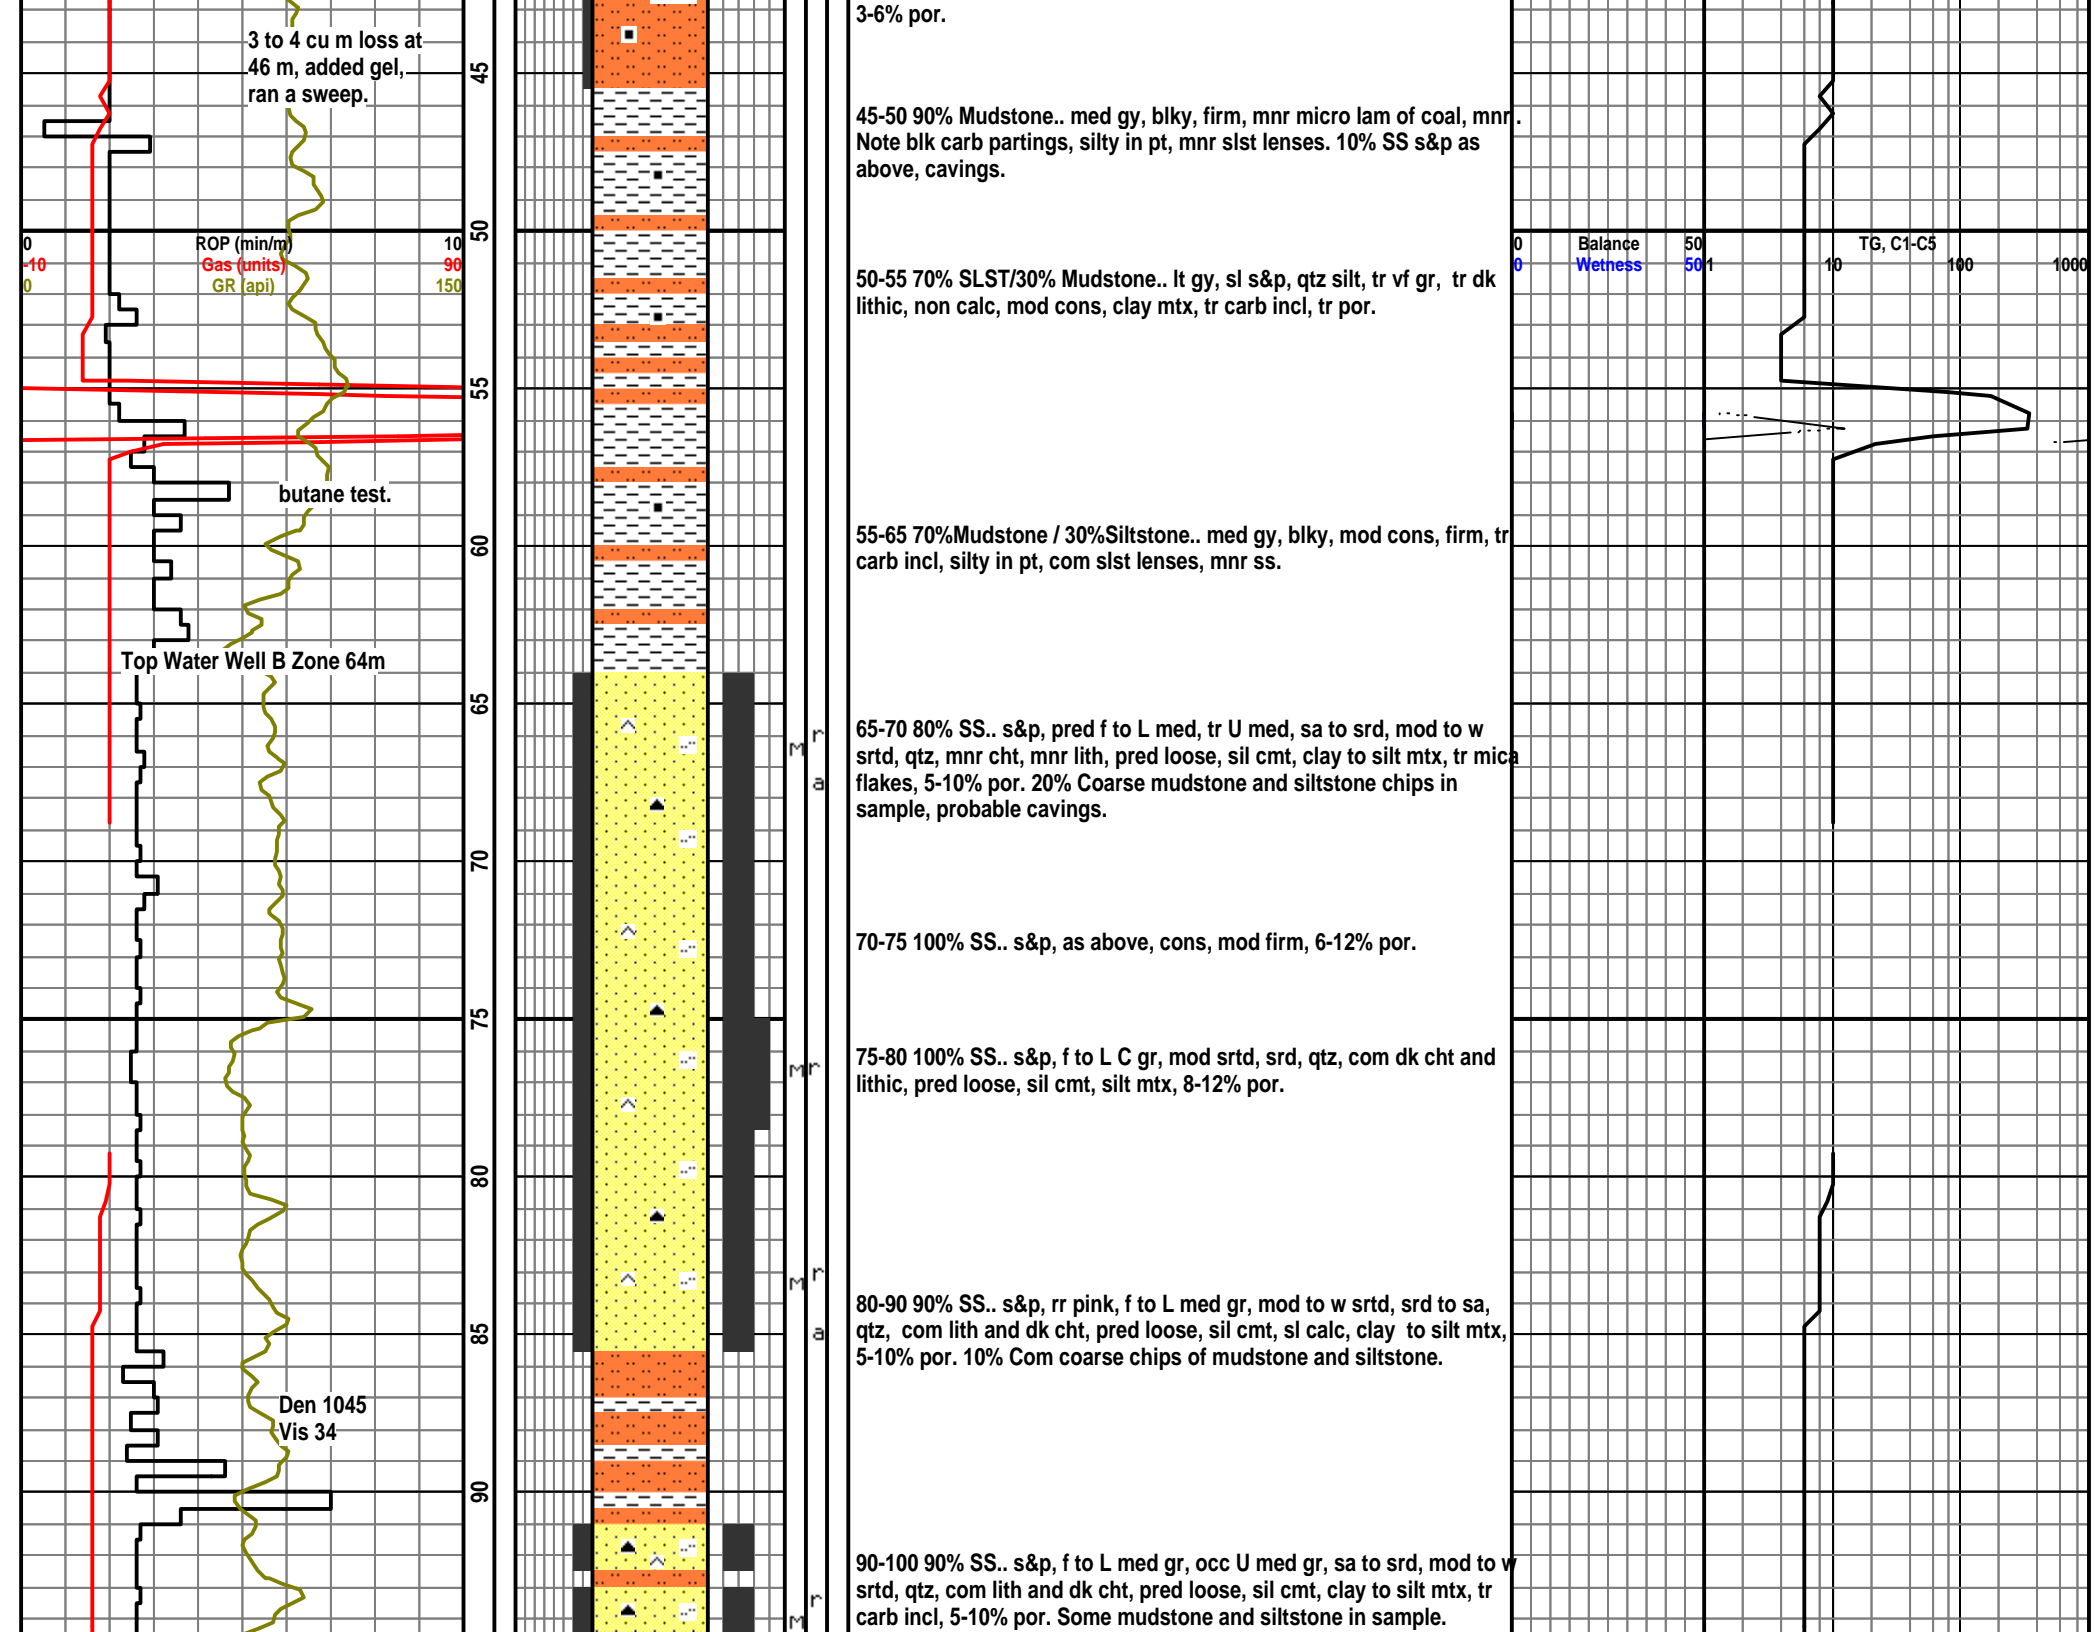 3-6% por.
3 to 4 cu m loss at
46 m, added gel,
ran a sweep.
45
45-50 90% Mudstone.. med gy, blky, firm, mnr micro lam of coal, mnr .
Note blk carb partings, silty in pt, mnr slst lenses. 10% SS s&p as
above, cavings.
50
0 ROP (min/m) 10
-10 Gas (units) 90
0 GR (api) 150
0 Balance 50
0 Wetness 50
TG, C1-C5
1 10 100 1000
50-55 70% SLST/30% Mudstone.. lt gy, sl s&p, qtz silt, tr vf gr, tr dk
lithic, non calc, mod cons, clay mtx, tr carb incl, tr por.
55
butane test.
55-65 70%Mudstone / 30%Siltstone.. med gy, blky, mod cons, firm, tr
carb incl, silty in pt, com slst lenses, mnr ss.
60
Top Water Well B Zone 64m
65
65-70 80% SS.. s&p, pred f to L med, tr U med, sa to srd, mod to w
srtd, qtz, mnr cht, mnr lith, pred loose, sil cmt, clay to silt mtx, tr mica
flakes, 5-10% por. 20% Coarse mudstone and siltstone chips in
sample, probable cavings.
M r
a
70
70-75 100% SS.. s&p, as above, cons, mod firm, 6-12% por.
75
75-80 100% SS.. s&p, f to L C gr, mod srtd, srd, qtz, com dk cht and
lithic, pred loose, sil cmt, silt mtx, 8-12% por.
M r
80
M r
a
80-90 90% SS.. s&p, rr pink, f to L med gr, mod to w srtd, srd to sa,
qtz, com lith and dk cht, pred loose, sil cmt, sl calc, clay to silt mtx,
5-10% por. 10% Com coarse chips of mudstone and siltstone.
85
Den 1045
Vis 34
90
90-100 90% SS.. s&p, f to L med gr, occ U med gr, sa to srd, mod to w
srtd, qtz, com lith and dk cht, pred loose, sil cmt, clay to silt mtx, tr
carb incl, 5-10% por. Some mudstone and siltstone in sample.
M r